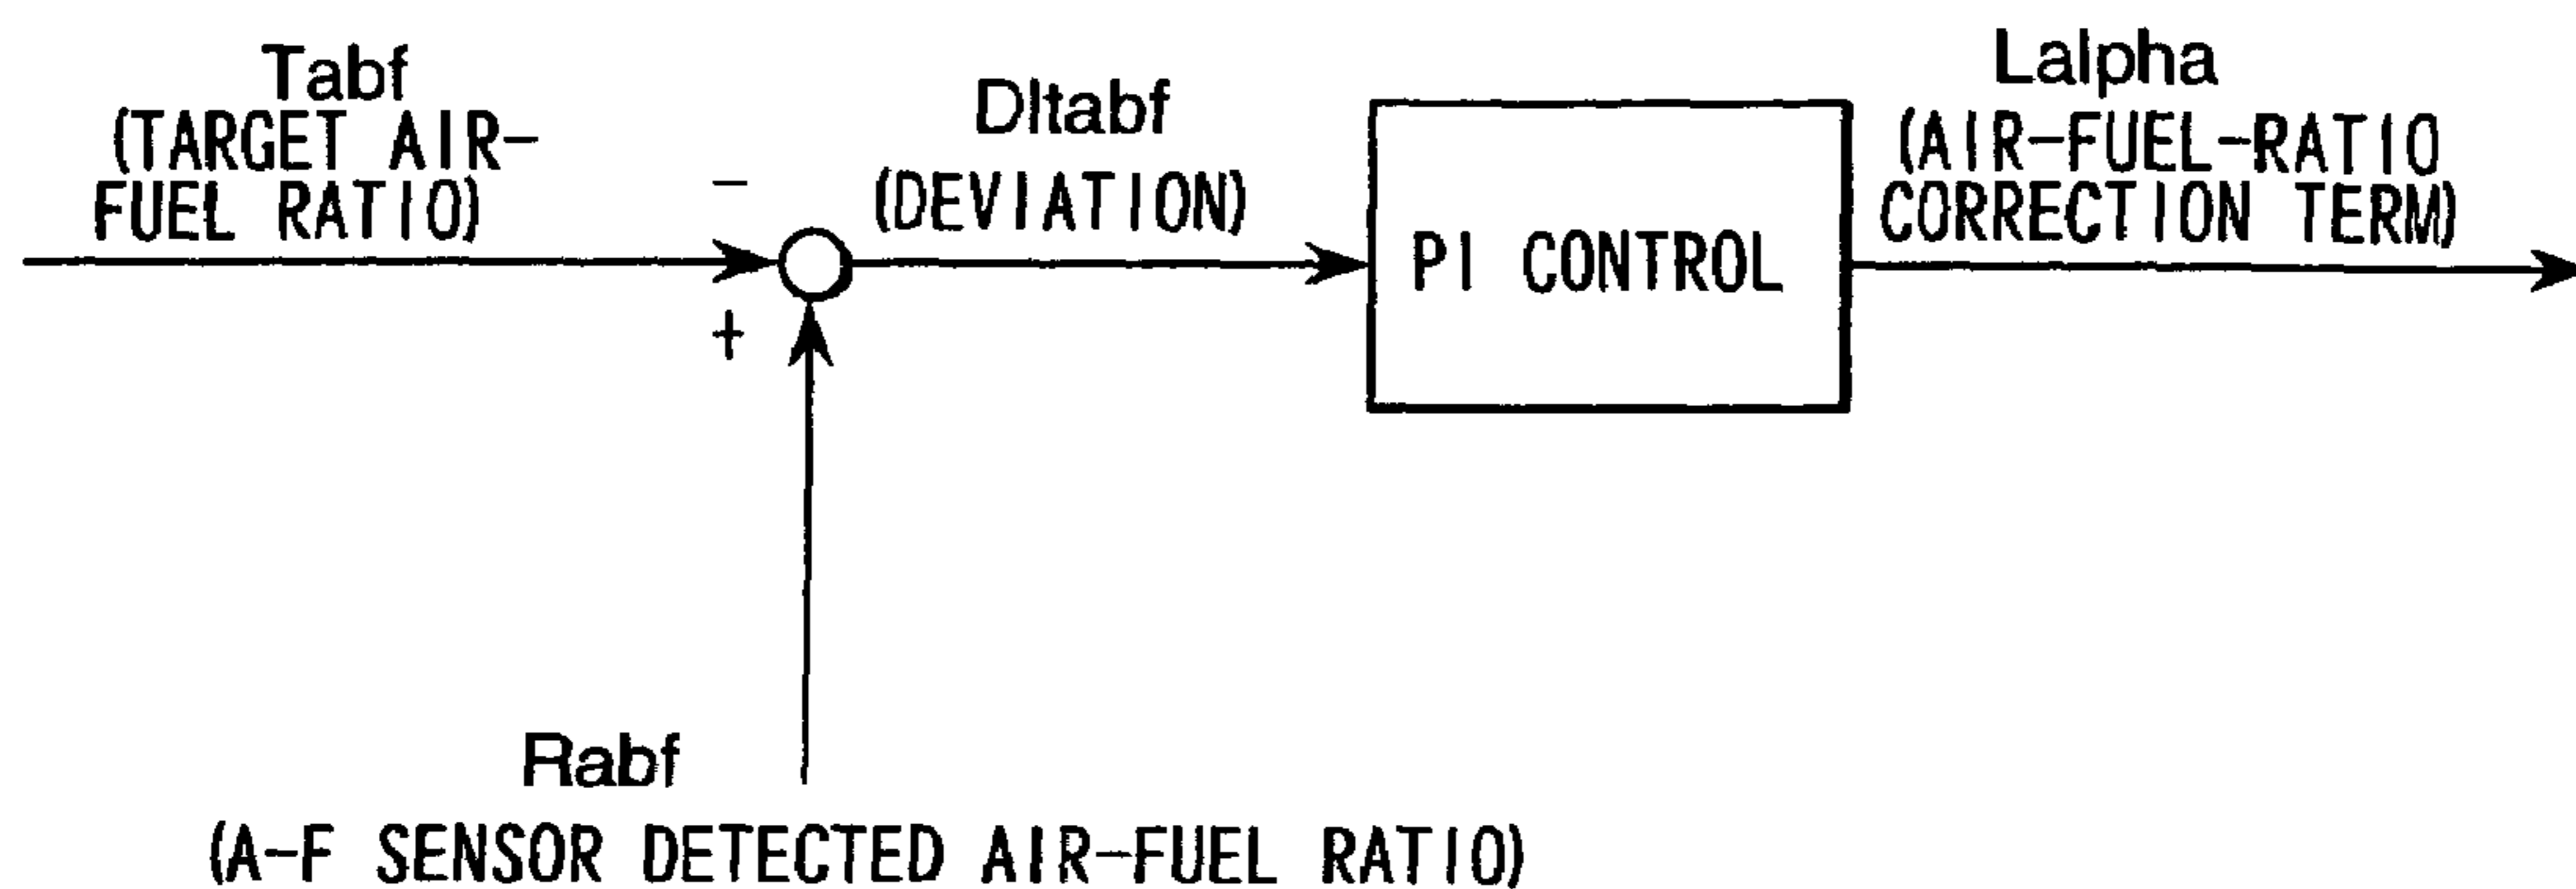 Tabf
(TARGET AIR-
FUEL RATIO)
−
+
Dltabf
(DEVIATION)
PI CONTROL
Lalpha
(AIR-FUEL-RATIO
CORRECTION TERM)
Rabf
(A-F SENSOR DETECTED AIR-FUEL RATIO)